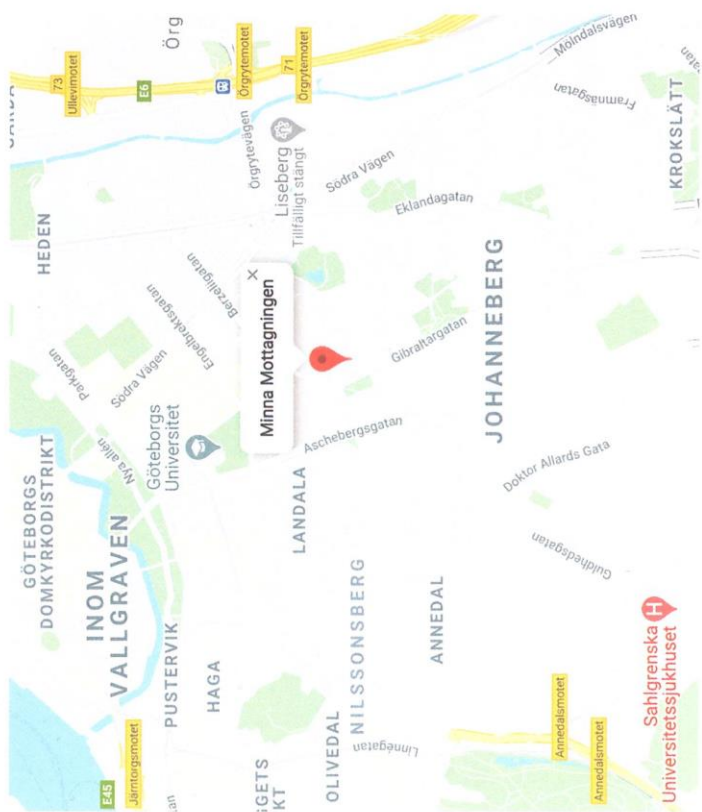 GÖTEBORGS
DOMKYRKODISTRIKT
HEDEN
73
Ullevimotet
E6
Örg
Örgrytemotet
71
Örgrytemotet
Mölndalsvägen
Framnäsgatan
KROKSLÄTT
Parkgatan
Nya allén
Södra Vägen
Engelbrektsgatan
Berzeliigatan
Örgrytevägen
Liseberg
Tillfälligt stängt
Södra Vägen
Eklandagatan
E45
Järntorgsmotet
INOM
VALLGRAVEN
Göteborgs
Universitet
Minna Mottagningen
×
PUSTERVIK
HAGA
LANDALA
Aschebergsgatan
Gibraltargatan
JOHANNEBERG
GGETS
KT
OLIVEDAL
Linnégatan
NILSSONSBERG
ANNEDAL
Doktor Allards Gata
Guldhedsgatan
Annedalsmotet
Annedalsmotet
Sahlgrenska
Universitetssjukhuset
H